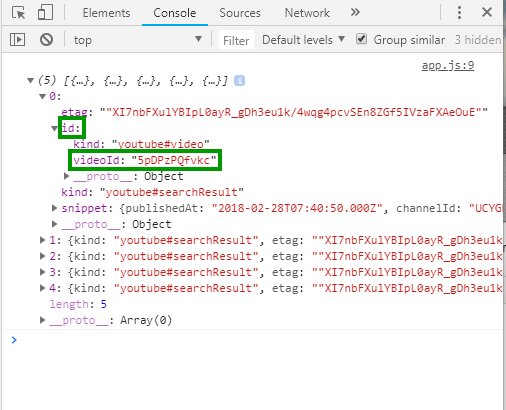 Elements Console Sources »
top Filter Default levels Group similar 3 hidden
app.js:9
(5) [{…}, {…}, {…}, {…}, {…}] i
0:
etag: ""XI7nbFXulYBIpL0ayR_gDh3eu1k/4wqg4pcvSEn8ZGf5IVzaFXAeOuE""
id:
kind: "youtube#video"
videoId: "5pDPzPQfvkc"
__proto__: Object
kind: "youtube#searchResult"
snippet: {publishedAt: "2018-02-28T07:40:50.000Z", channelId: "UCYG
__proto__: Object
1: {kind: "youtube#searchResult", etag: ""XI7nbFXulYBIpL0ayR_gDh3eu1k
2: {kind: "youtube#searchResult", etag: ""XI7nbFXulYBIpL0ayR_gDh3eu1k
3: {kind: "youtube#searchResult", etag: ""XI7nbFXulYBIpL0ayR_gDh3eu1k
4: {kind: "youtube#searchResult", etag: ""XI7nbFXulYBIpL0ayR_gDh3eu1k
length: 5
__proto__: Array(0)